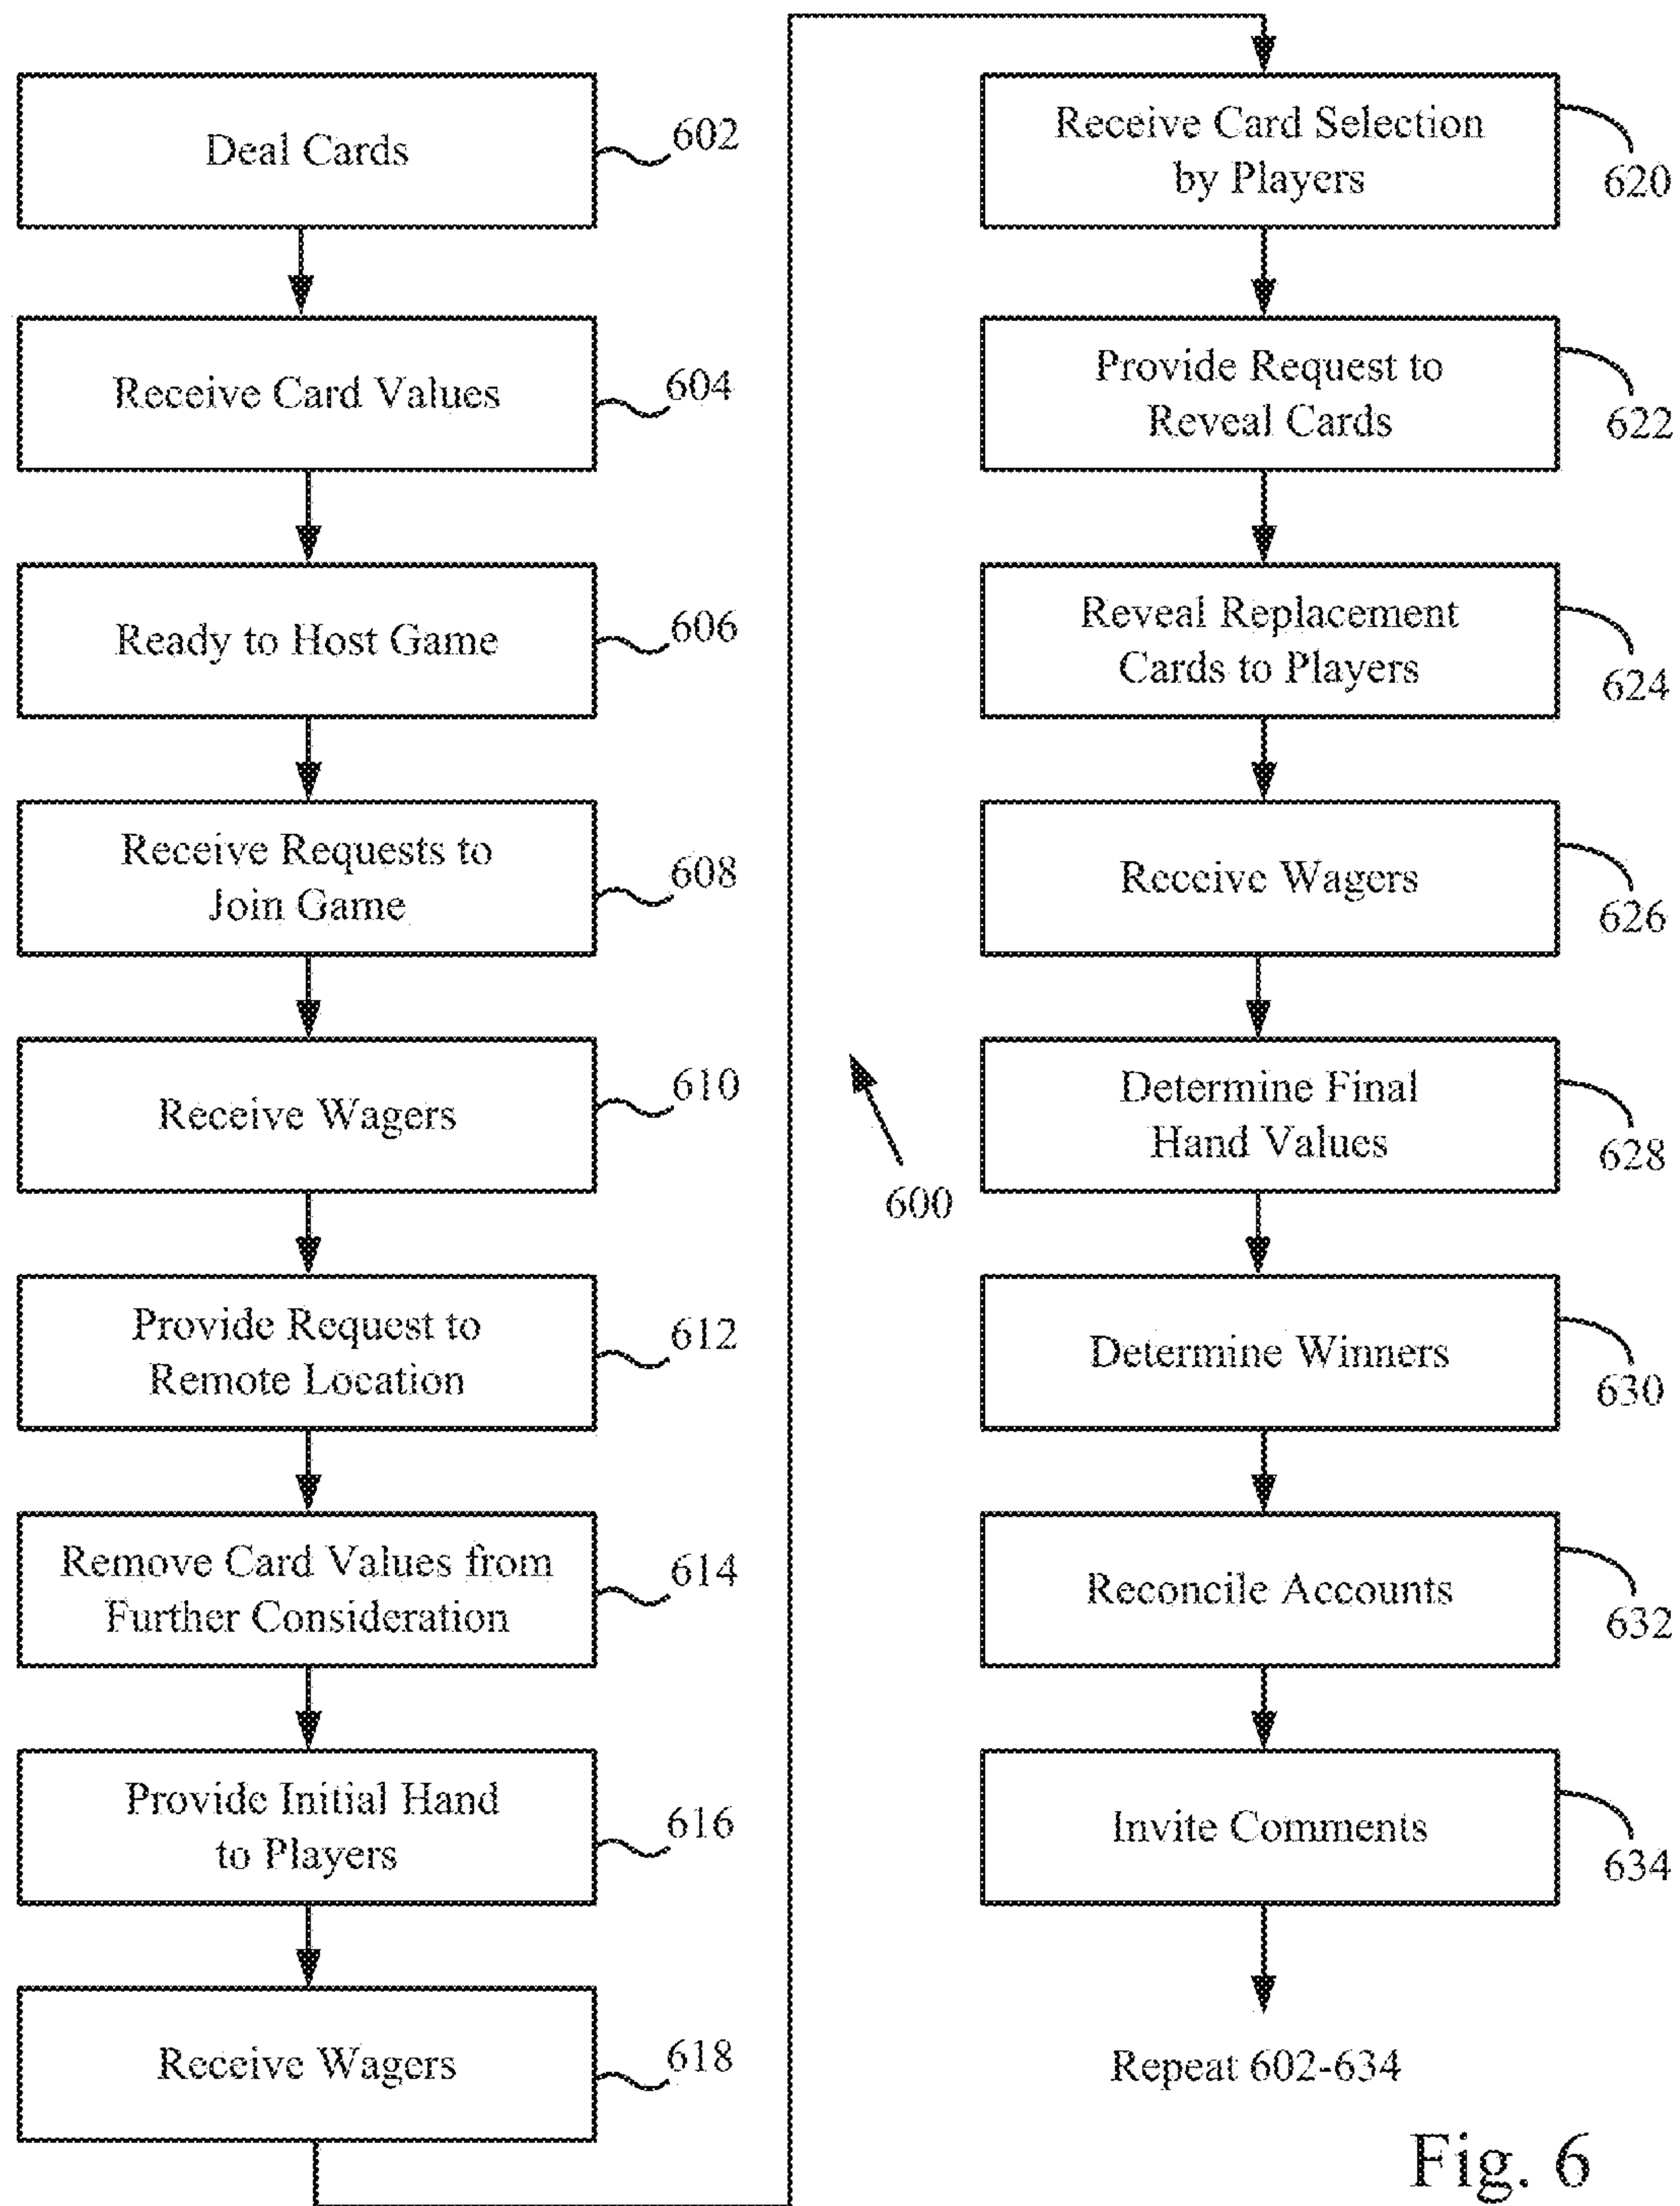 Deal Cards
602
Receive Card Values
604
Ready to Host Game
606
Receive Requests to
Join Game
608
Receive Wagers
610
Provide Request to
Remote Location
612
Remove Card Values from
Further Consideration
614
Provide Initial Hand
to Players
616
Receive Wagers
618
600
Receive Card Selection
by Players
620
Provide Request to
Reveal Cards
622
Reveal Replacement
Cards to Players
624
Receive Wagers
626
Determine Final
Hand Values
628
Determine Winners
630
Reconcile Accounts
632
Invite Comments
634
Repeat 602-634
Fig. 6